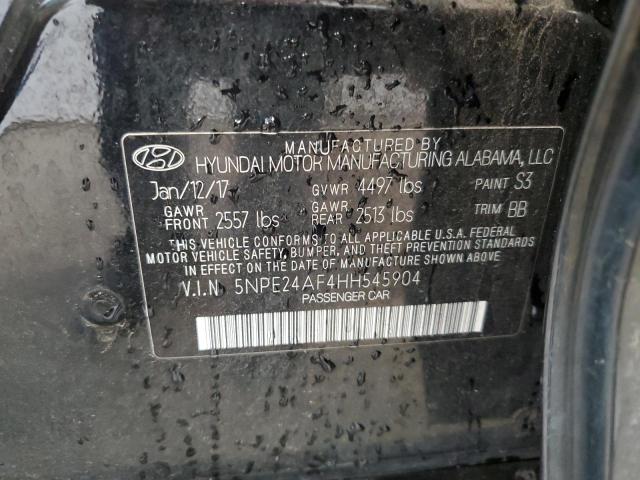 MANUFACTURED BY
HYUNDAI MOTOR MANUFACTURING ALABAMA, LLC
Jan/12/17 GVWR 4497 lbs PAINT S3
GAWR FRONT 2557 lbs GAWR REAR 2513 lbs TRIM BB
THIS VEHICLE CONFORMS TO ALL APPLICABLE U.S.A. FEDERAL
MOTOR VEHICLE SAFETY, BUMPER, AND THEFT PREVENTION STANDARDS
IN EFFECT ON THE DATE OF MANUFACTURE SHOWN ABOVE
V.I.N. 5NPE24AF4HH545904
PASSENGER CAR